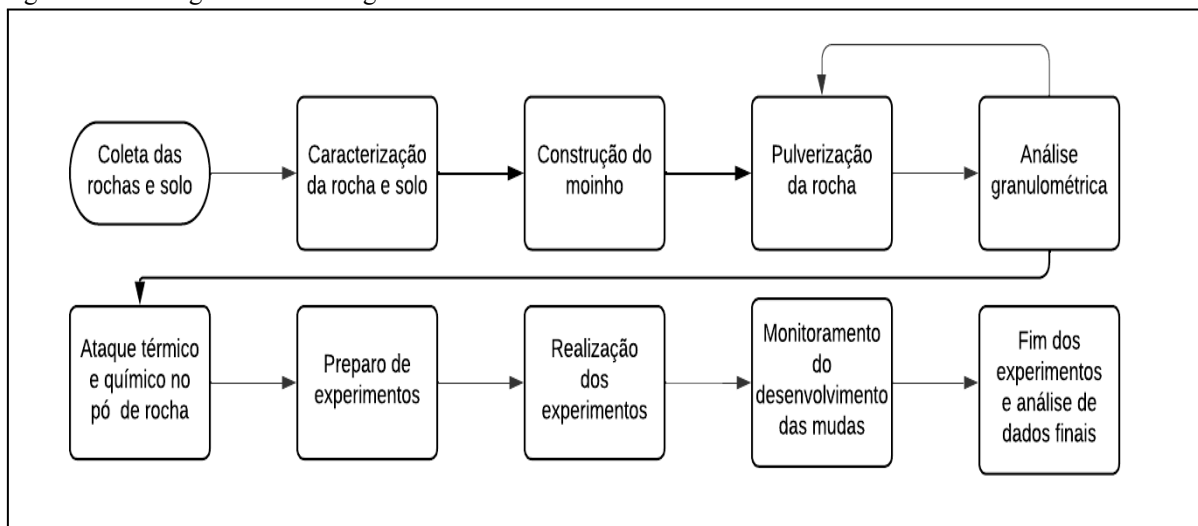 Coleta das
rochas e solo
Caracterização
da rocha e solo
Construção do
moinho
Pulverização
da rocha
Análise
granulométrica
Ataque térmico
e químico no
pó de rocha
Preparo de
experimentos
Realização
dos
experimentos
Monitoramento
do
desenvolvimento
das mudas
Fim dos
experimentos
e análise de
dados finais